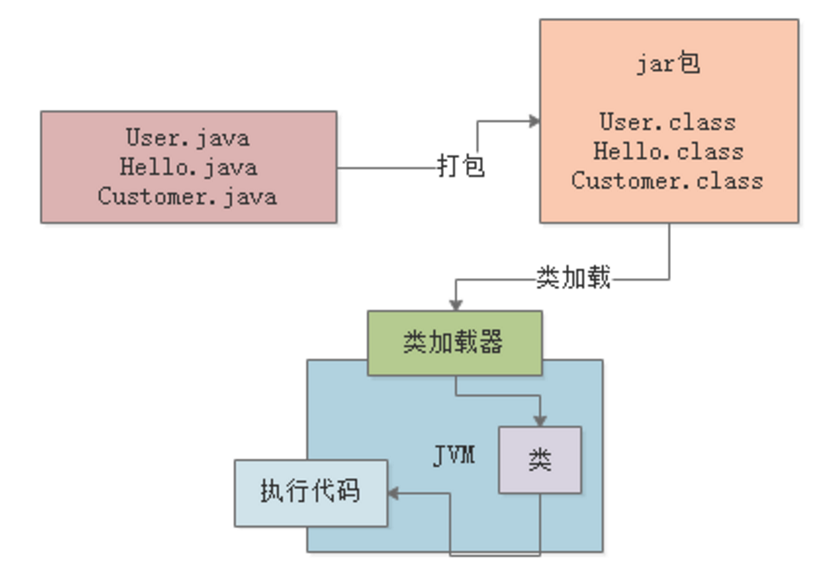 jar包
User.class
Hello.class
Customer.class
User.java
Hello.java
Customer.java
打包
类加载
类加载器
JVM
类
执行代码